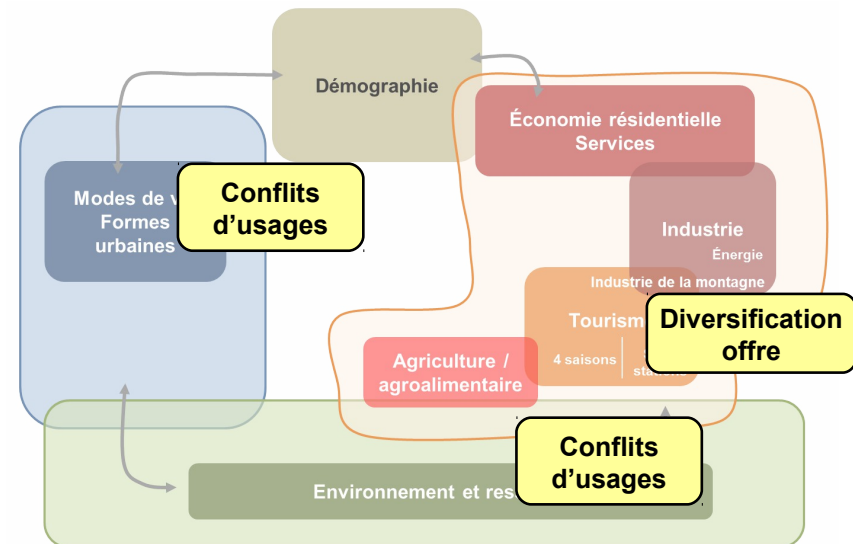 Démographie
Économie résidentielle
Services
Modes de v
Formes
urbaines
Conflits
d’usages
Industrie
Énergie
Industrie de la montagne
Tourism
4 saisons
Diversification
offre
Agriculture /
agroalimentaire
Conflits
d’usages
Environnement et res